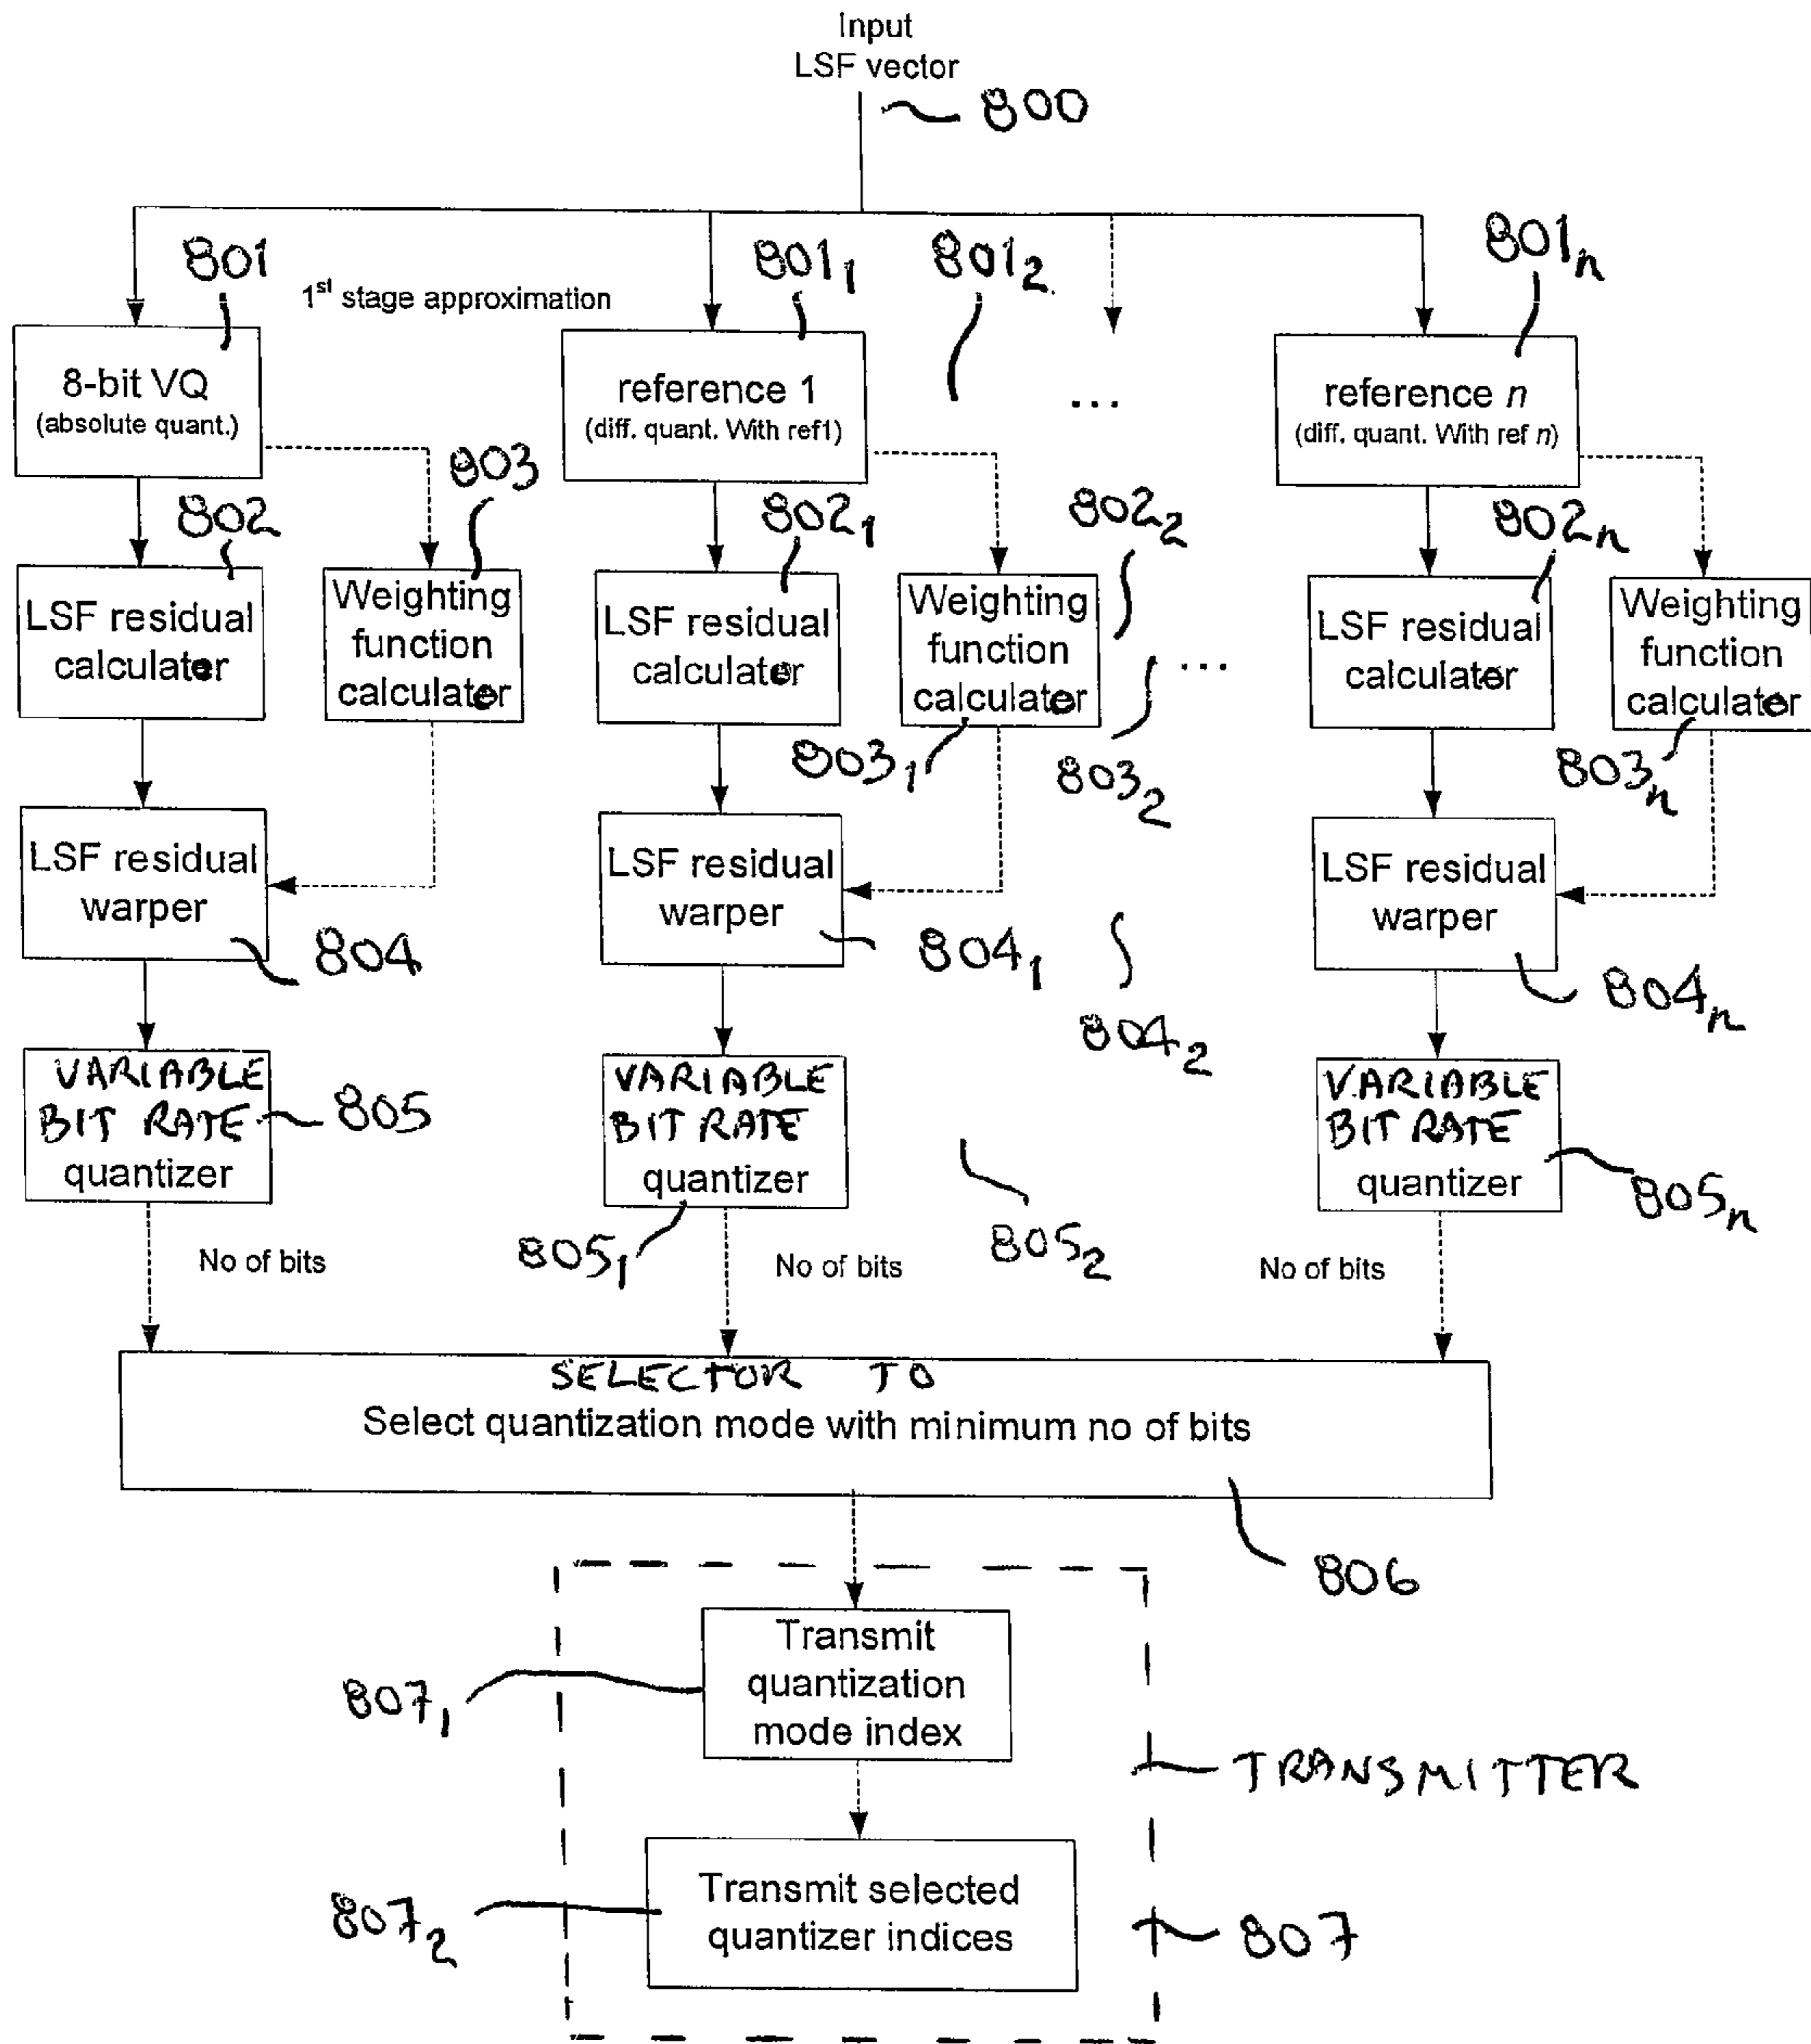 Input
LSF vector
800
801
801₁
801₂
801ₙ
1st stage approximation
8-bit VQ
(absolute quant.)
reference 1
(diff. quant. With ref1)
...
reference n
(diff. quant. With ref n)
802
803
802₁
802₂
802ₙ
LSF residual
calculater
Weighting
function
calculater
LSF residual
calculater
Weighting
function
calculater
...
LSF residual
calculater
Weighting
function
calculater
803₁
803₂
803ₙ
LSF residual
warper
LSF residual
warper
LSF residual
warper
804
804₁
804₂
804ₙ
VARIABLE
BIT RATE
quantizer
805
VARIABLE
BIT RATE
quantizer
VARIABLE
BIT RATE
quantizer
805₁
805₂
805ₙ
No of bits
No of bits
No of bits
SELECTOR TO
Select quantization mode with minimum no of bits
806
Transmit
quantization
mode index
807₁
TRANSMITTER
Transmit selected
quantizer indices
807₂
807